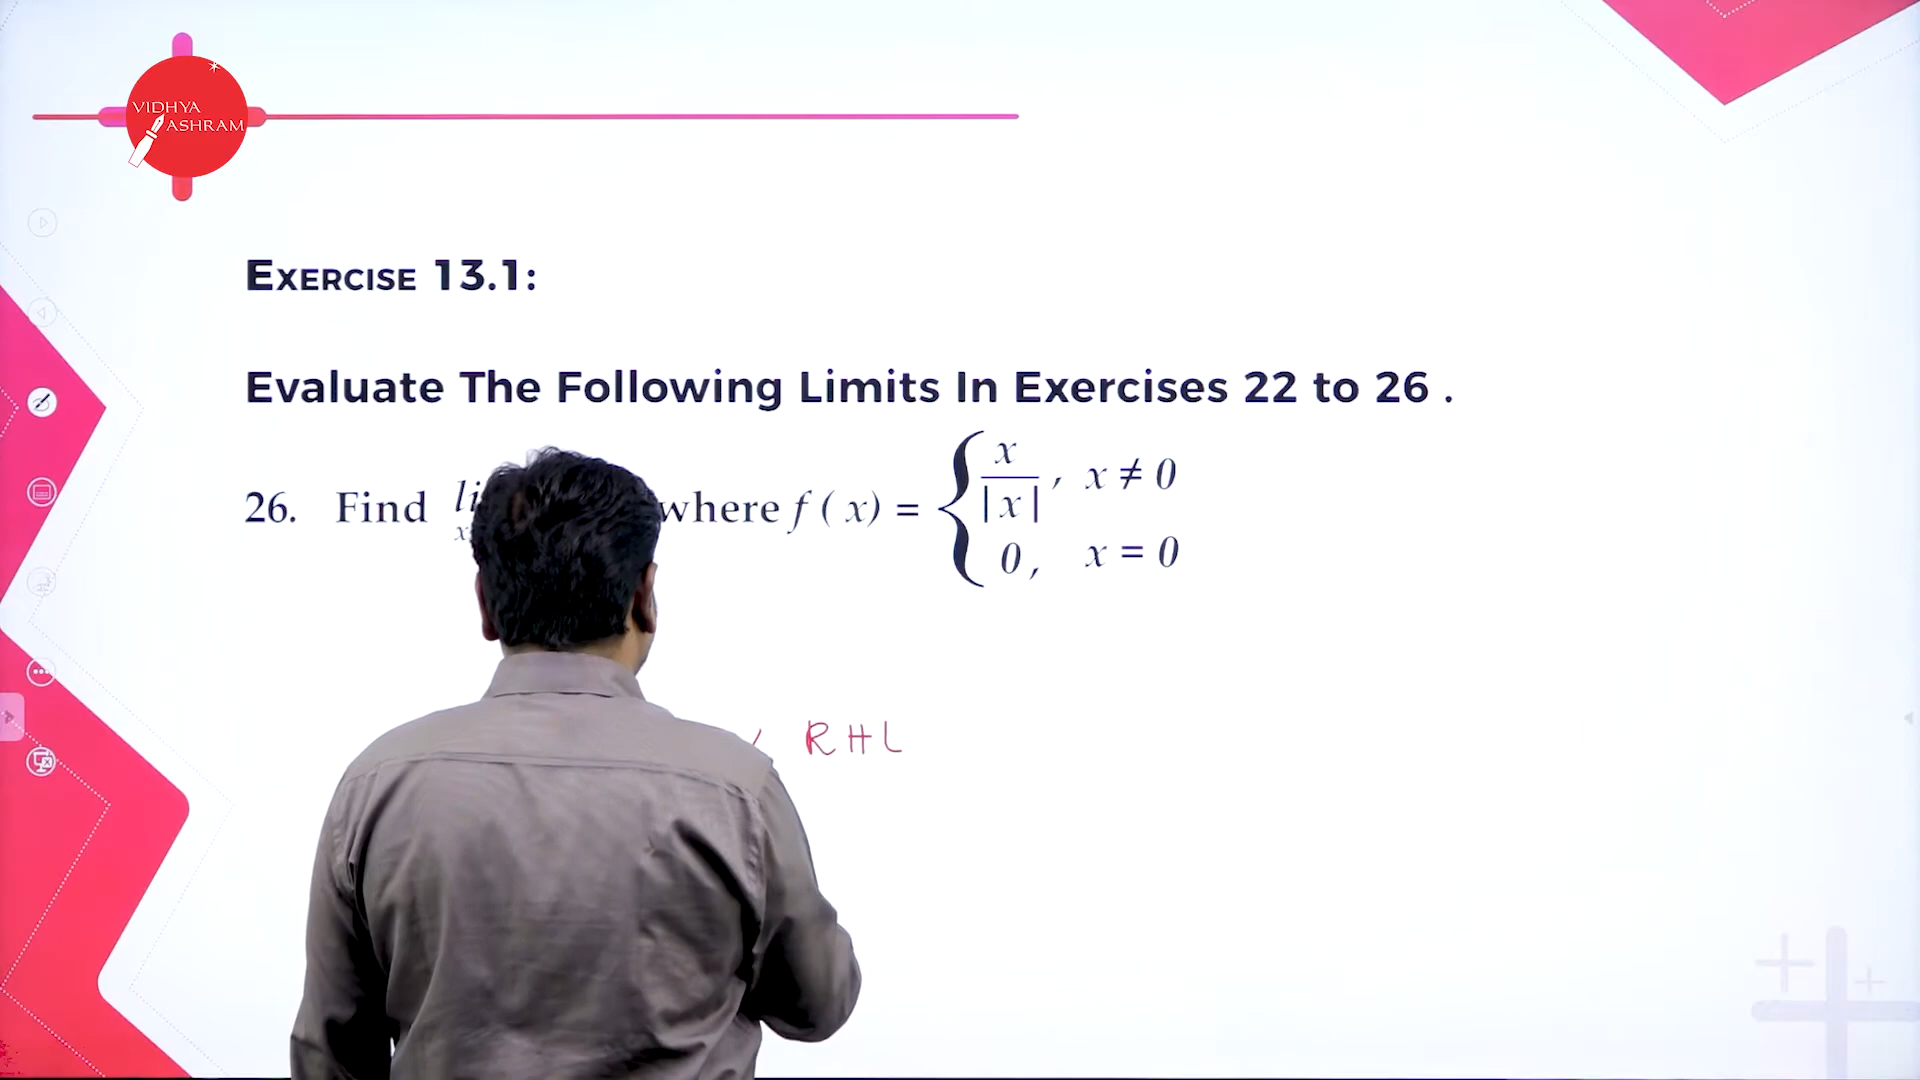 VIDHYA
ASHRAM
EXERCISE 13.1:
Evaluate The Following Limits In Exercises 22 to 26 .
26. Find where f ( x) = { x / |x| , x ≠ 0
0 , x = 0
RHL